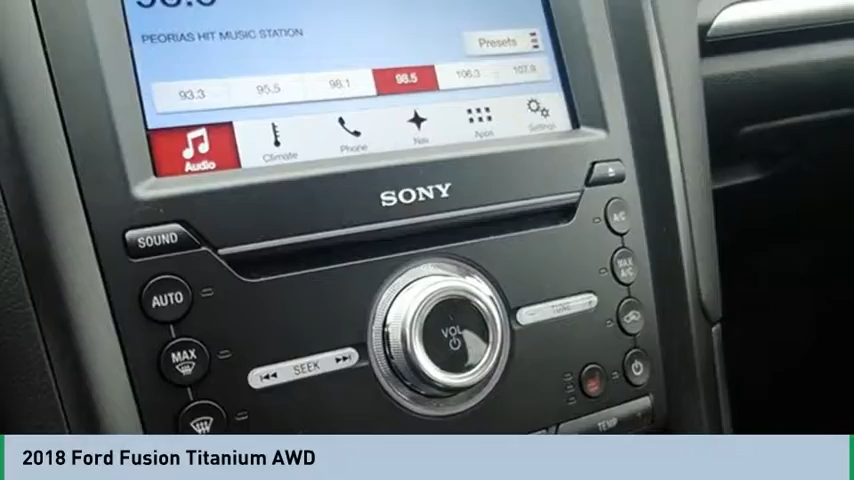 PEORIAS HIT MUSIC STATION
Presets
93.3 95.5 98.1 98.5 106.3 107.9
Audio Climate Phone Nav Apps Settings
SONY
SOUND
A/C
AUTO
MAX A/C
VOL
TUNE
MAX
SEEK
TEMP
2018 Ford Fusion Titanium AWD